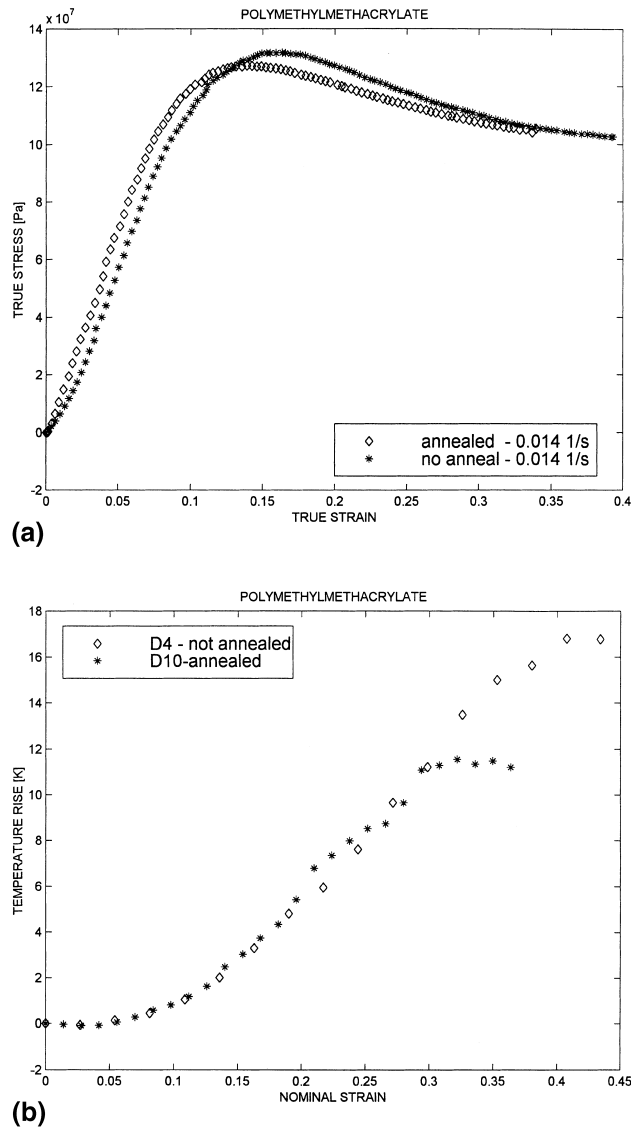 POLYMETHYLMETHACRYLATE
x 10^7
14
12
10
8
6
4
2
0
-2
TRUE STRESS [Pa]
◇ annealed - 0.014 1/s
* no anneal - 0.014 1/s
0 0.05 0.1 0.15 0.2 0.25 0.3 0.35 0.4
TRUE STRAIN
(a)
POLYMETHYLMETHACRYLATE
18
16
14
12
10
8
6
4
2
0
-2
TEMPERATURE RISE [K]
◇ D4 - not annealed
* D10-annealed
0 0.05 0.1 0.15 0.2 0.25 0.3 0.35 0.4 0.45
NOMINAL STRAIN
(b)